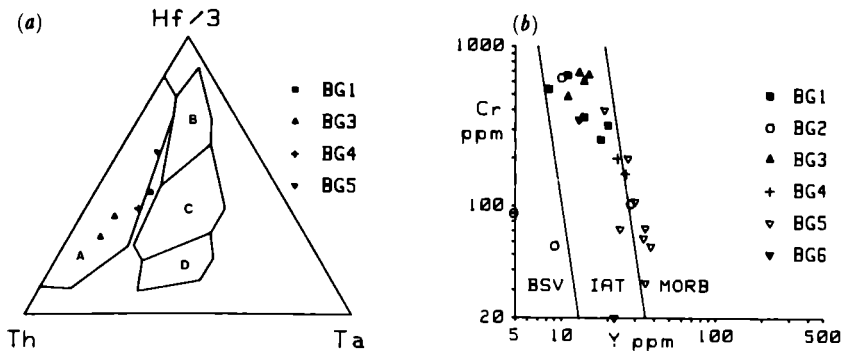 (a)
Hf/3
BG1
BG3
BG4
BG5
A
B
C
D
Th
Ta
(b)
1000
Cr
ppm
100
20
BSV
IAT
MORB
5
10
Y ppm
100
500
BG1
BG2
BG3
BG4
BG5
BG6